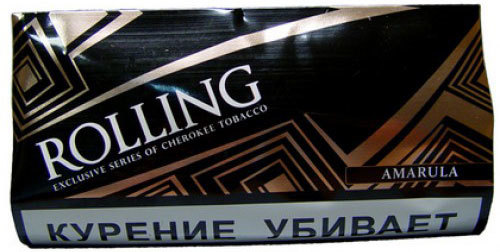 ROLLING
EXCLUSIVE SERIES OF CHEROKEE TOBACCO
AMARULA
КУРЕНИЕ УБИВАЕТ